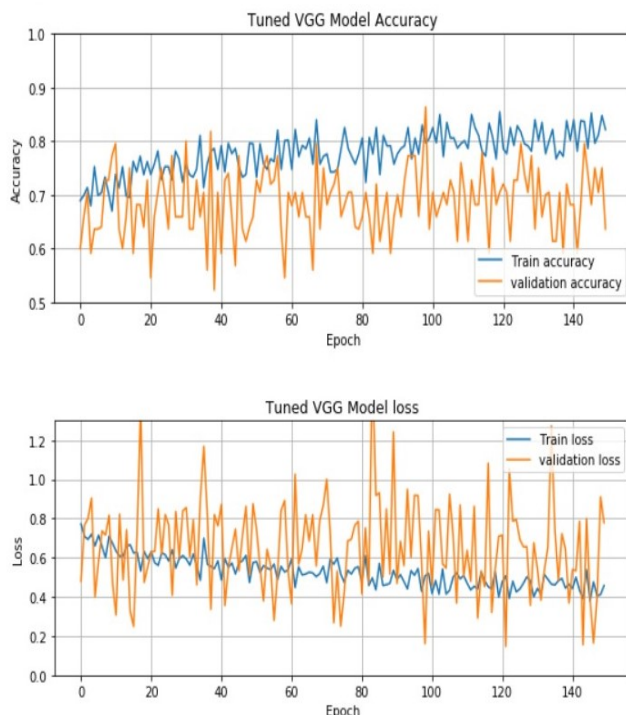 Tuned VGG Model Accuracy
1.0
0.9
0.8
0.7
0.6
0.5
Accuracy
Train accuracy
validation accuracy
0 20 40 60 80 100 120 140
Epoch
Tuned VGG Model loss
1.2
1.0
0.8
0.6
0.4
0.2
0.0
Loss
Train loss
validation loss
0 20 40 60 80 100 120 140
Epoch